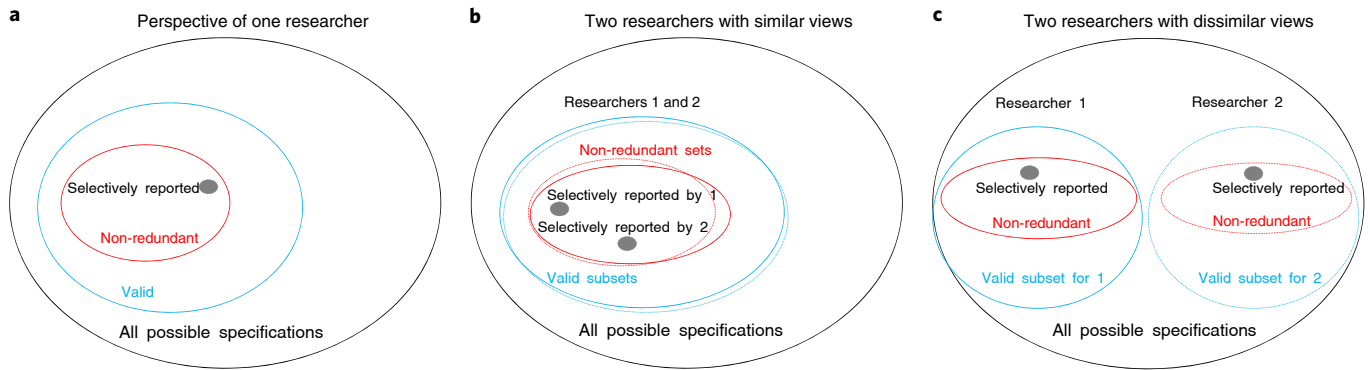 a
Perspective of one researcher
Selectively reported
Non-redundant
Valid
All possible specifications
b
Two researchers with similar views
Researchers 1 and 2
Non-redundant sets
Selectively reported by 1
Selectively reported by 2
Valid subsets
All possible specifications
c
Two researchers with dissimilar views
Researcher 1
Researcher 2
Selectively reported
Selectively reported
Non-redundant
Non-redundant
Valid subset for 1
Valid subset for 2
All possible specifications